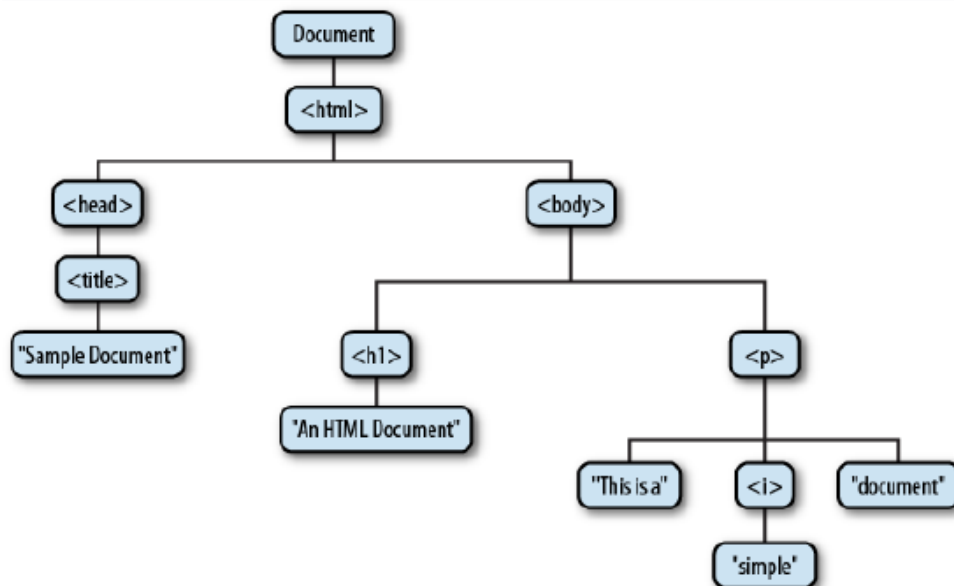 Document
<html>
<head>
<body>
<title>
"Sample Document"
<h1>
<p>
"An HTML Document"
"This is a"
<i>
"document"
"simple"